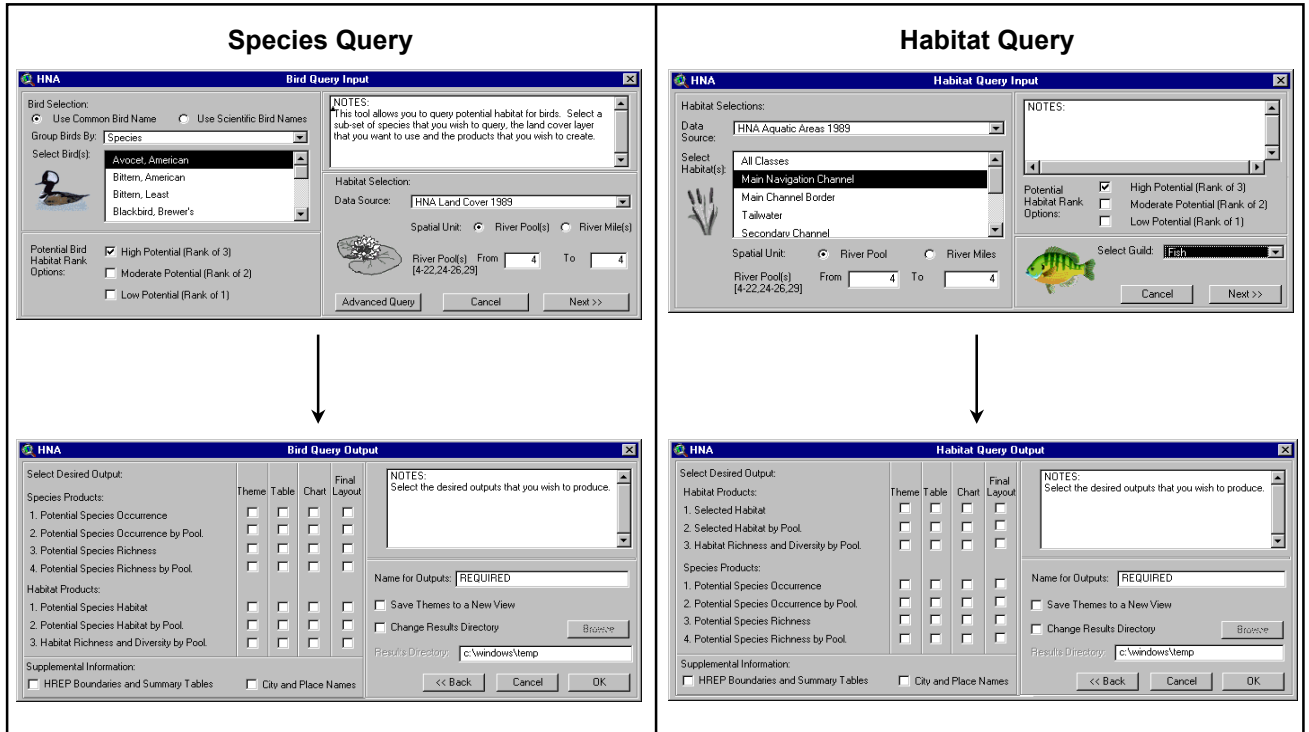 Species Query
HNA Bird Query Input
Bird Selection:
Use Common Bird Name Use Scientific Bird Names
Group Birds By: Species
Select Bird(s):
Avocet, American
Bittern, American
Bittern, Least
Blackbird, Brewer's
Potential Bird
Habitat Rank
Options:
High Potential (Rank of 3)
Moderate Potential (Rank of 2)
Low Potential (Rank of 1)
NOTES:
This tool allows you to query potential habitat for birds. Select a
sub-set of species that you wish to query, the land cover layer
that you want to use and the products that you wish to create.
Habitat Selection:
Data Source: HNA Land Cover 1989
Spatial Unit: River Pool(s) River Mile(s)
River Pool(s) From 4 To 4
[4-22,24-26,29]
Advanced Query Cancel Next >>
HNA Bird Query Output
Select Desired Output:
Theme Table Chart Final
Layout
Species Products:
1. Potential Species Occurrence
2. Potential Species Occurrence by Pool.
3. Potential Species Richness
4. Potential Species Richness by Pool.
Habitat Products:
1. Potential Species Habitat
2. Potential Species Habitat by Pool.
3. Habitat Richness and Diversity by Pool.
Supplemental Information:
HREP Boundaries and Summary Tables City and Place Names
NOTES:
Select the desired outputs that you wish to produce.
Name for Outputs: REQUIRED
Save Themes to a New View
Change Results Directory Browse
Results Directory: c:\windows\temp
<< Back Cancel OK
Habitat Query
HNA Habitat Query Input
Habitat Selections:
Data
Source:
HNA Aquatic Areas 1989
Select
Habitat(s):
All Classes
Main Navigation Channel
Main Channel Border
Tailwater
Secondary Channel
Spatial Unit: River Pool River Miles
River Pool(s) From 4 To 4
[4-22,24-26,29]
NOTES:
Potential
Habitat Rank
Options:
High Potential (Rank of 3)
Moderate Potential (Rank of 2)
Low Potential (Rank of 1)
Select Guild: Fish
Cancel Next >>
HNA Habitat Query Output
Select Desired Output:
Theme Table Chart Final
Layout
Habitat Products:
1. Selected Habitat
2. Selected Habitat by Pool.
3. Habitat Richness and Diversity by Pool.
Species Products:
1. Potential Species Occurrence
2. Potential Species Occurrence by Pool.
3. Potential Species Richness
4. Potential Species Richness by Pool.
Supplemental Information:
HREP Boundaries and Summary Tables City and Place Names
NOTES:
Select the desired outputs that you wish to produce.
Name for Outputs: REQUIRED
Save Themes to a New View
Change Results Directory Browse
Results Directory: c:\windows\temp
<< Back Cancel OK